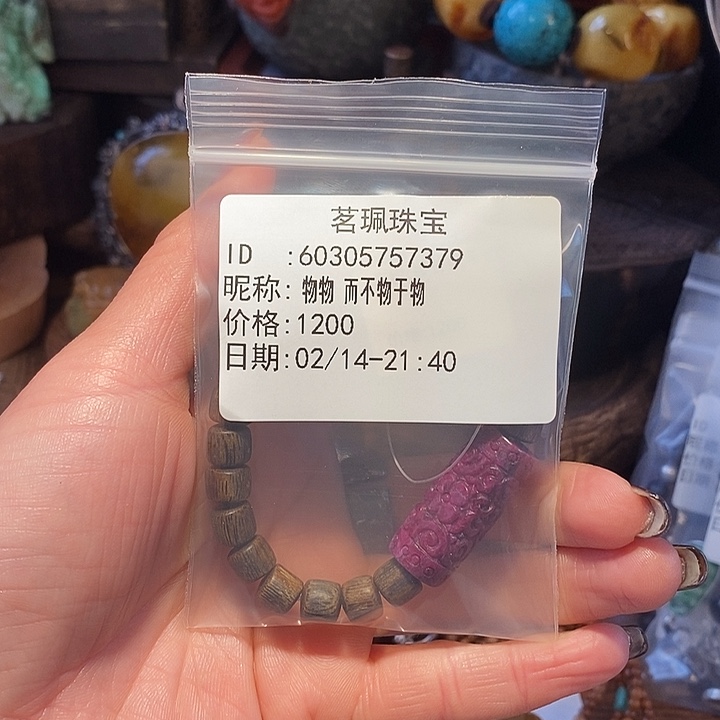 茗珮珠宝
ID  :60305757379
昵称: 物物 而不物于物
价格:1200
日期:02/14-21:40